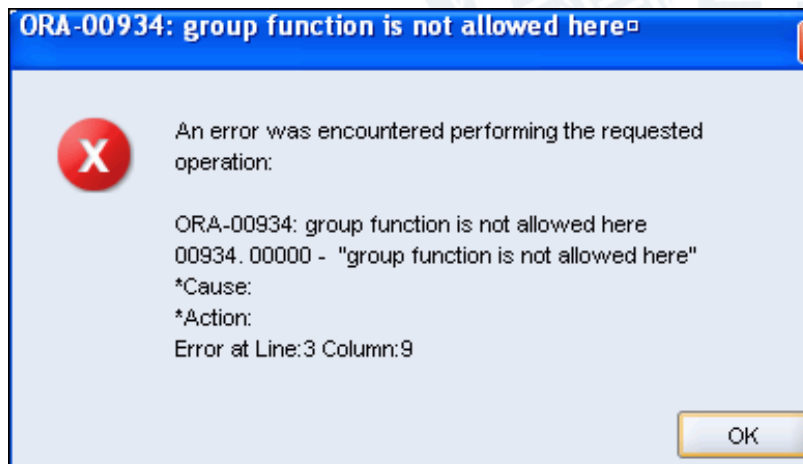 ORA-00934: group function is not allowed here¤
An error was encountered performing the requested
operation:
ORA-00934: group function is not allowed here
00934. 00000 - "group function is not allowed here"
*Cause:
*Action:
Error at Line:3 Column:9
OK